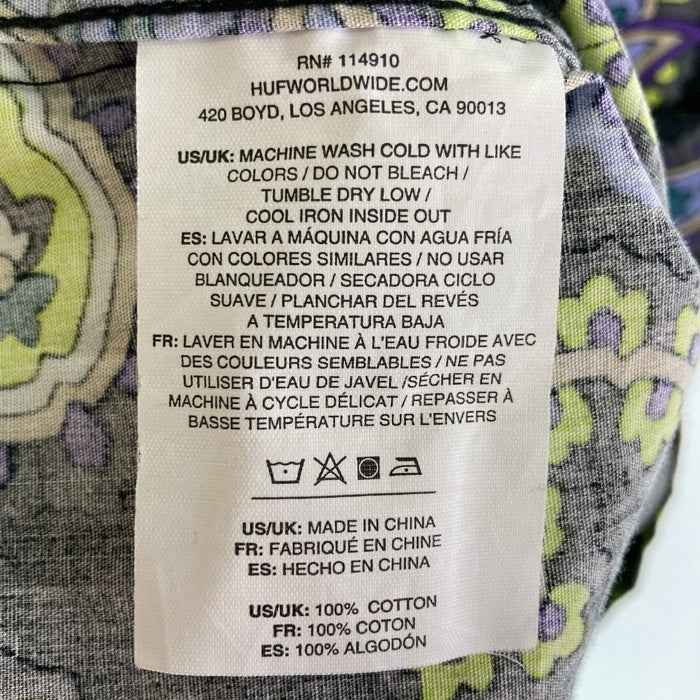 RN# 114910
HUFWORLDWIDE.COM
420 BOYD, LOS ANGELES, CA 90013
US/UK: MACHINE WASH COLD WITH LIKE
COLORS / DO NOT BLEACH /
TUMBLE DRY LOW /
COOL IRON INSIDE OUT
ES: LAVAR A MÁQUINA CON AGUA FRÍA
CON COLORES SIMILARES / NO USAR
BLANQUEADOR / SECADORA CICLO
SUAVE / PLANCHAR DEL REVÉS
A TEMPERATURA BAJA
FR: LAVER EN MACHINE À L'EAU FROIDE AVEC
DES COULEURS SEMBLABLES / NE PAS
UTILISER D'EAU DE JAVEL /SÉCHER EN
MACHINE À CYCLE DÉLICAT / REPASSER À
BASSE TEMPÉRATURE SUR L'ENVERS
US/UK: MADE IN CHINA
FR: FABRIQUÉ EN CHINE
ES: HECHO EN CHINA
US/UK: 100% COTTON
FR: 100% COTON
ES: 100% ALGODÓN